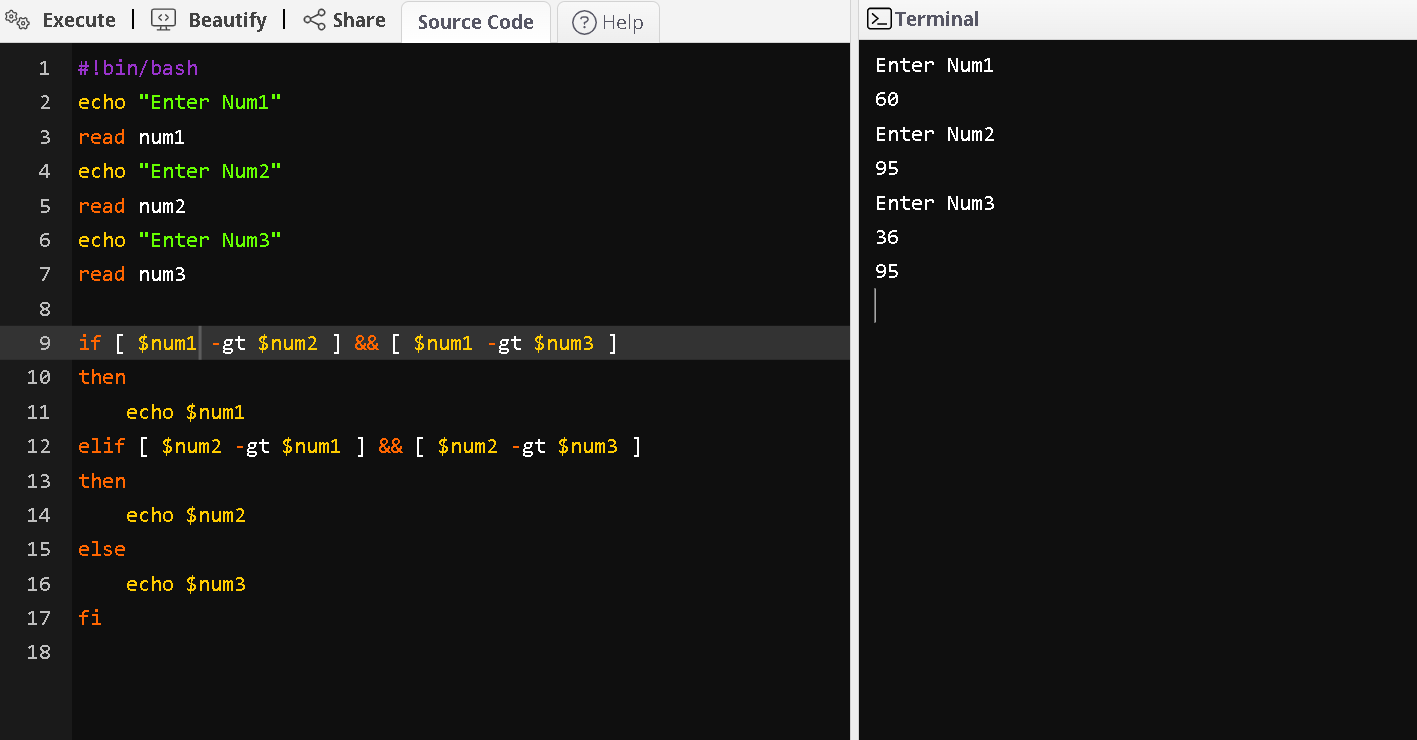 Execute | Beautify | Share Source Code Help
1 #!bin/bash
2 echo "Enter Num1"
3 read num1
4 echo "Enter Num2"
5 read num2
6 echo "Enter Num3"
7 read num3
8
9 if [ $num1 -gt $num2 ] && [ $num1 -gt $num3 ]
10 then
11     echo $num1
12 elif [ $num2 -gt $num1 ] && [ $num2 -gt $num3 ]
13 then
14     echo $num2
15 else
16     echo $num3
17 fi
18
Terminal
Enter Num1
60
Enter Num2
95
Enter Num3
36
95